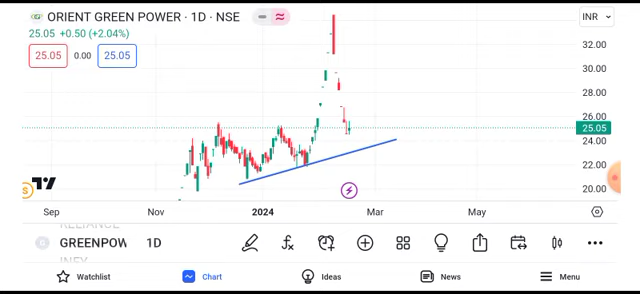 ORIENT GREEN POWER · 1D · NSE
INR
25.05 +0.50 (+2.04%)
25.05 0.00 25.05
32.00
30.00
28.00
26.00
25.05
24.00
22.00
20.00
S
Sep Nov 2024 Mar May
RELIANCE
G GREENPOW 1D
Watchlist Chart Ideas News Menu